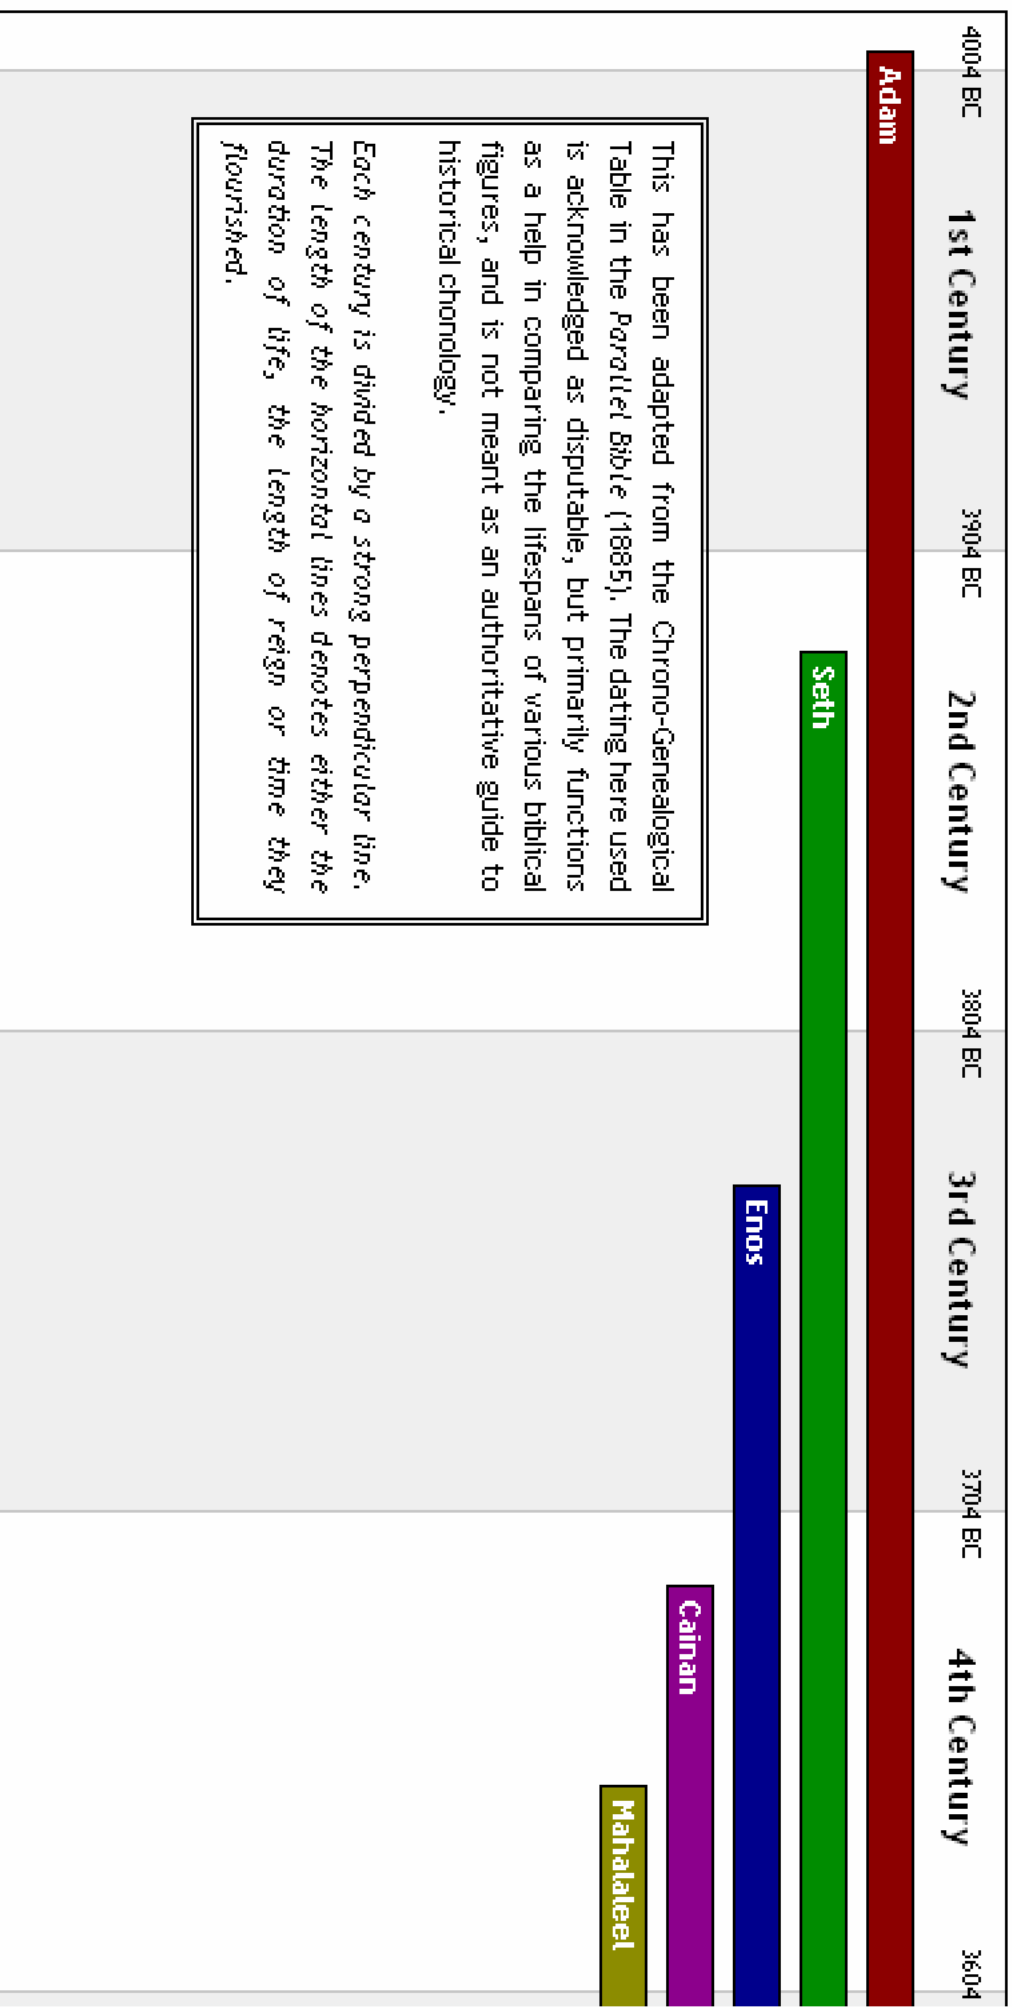 4004 BC 3904 BC 3804 BC 3704 BC 3604
1st Century 2nd Century 3rd Century 4th Century
Adam
Seth
Enos
Cainan
Mahalaleel
This has been adapted from the Chrono-Genealogical
Table in the Parallel Bible (1885). The dating here used
is acknowledged as disputable, but primarily functions
as a help in comparing the lifespans of various biblical
figures, and is not meant as an authoritative guide to
historical chonology.
Each century is divided by a strong perpendicular line.
The length of the horizontal lines denotes either the
duration of life, the length of reign or time they
flourished.